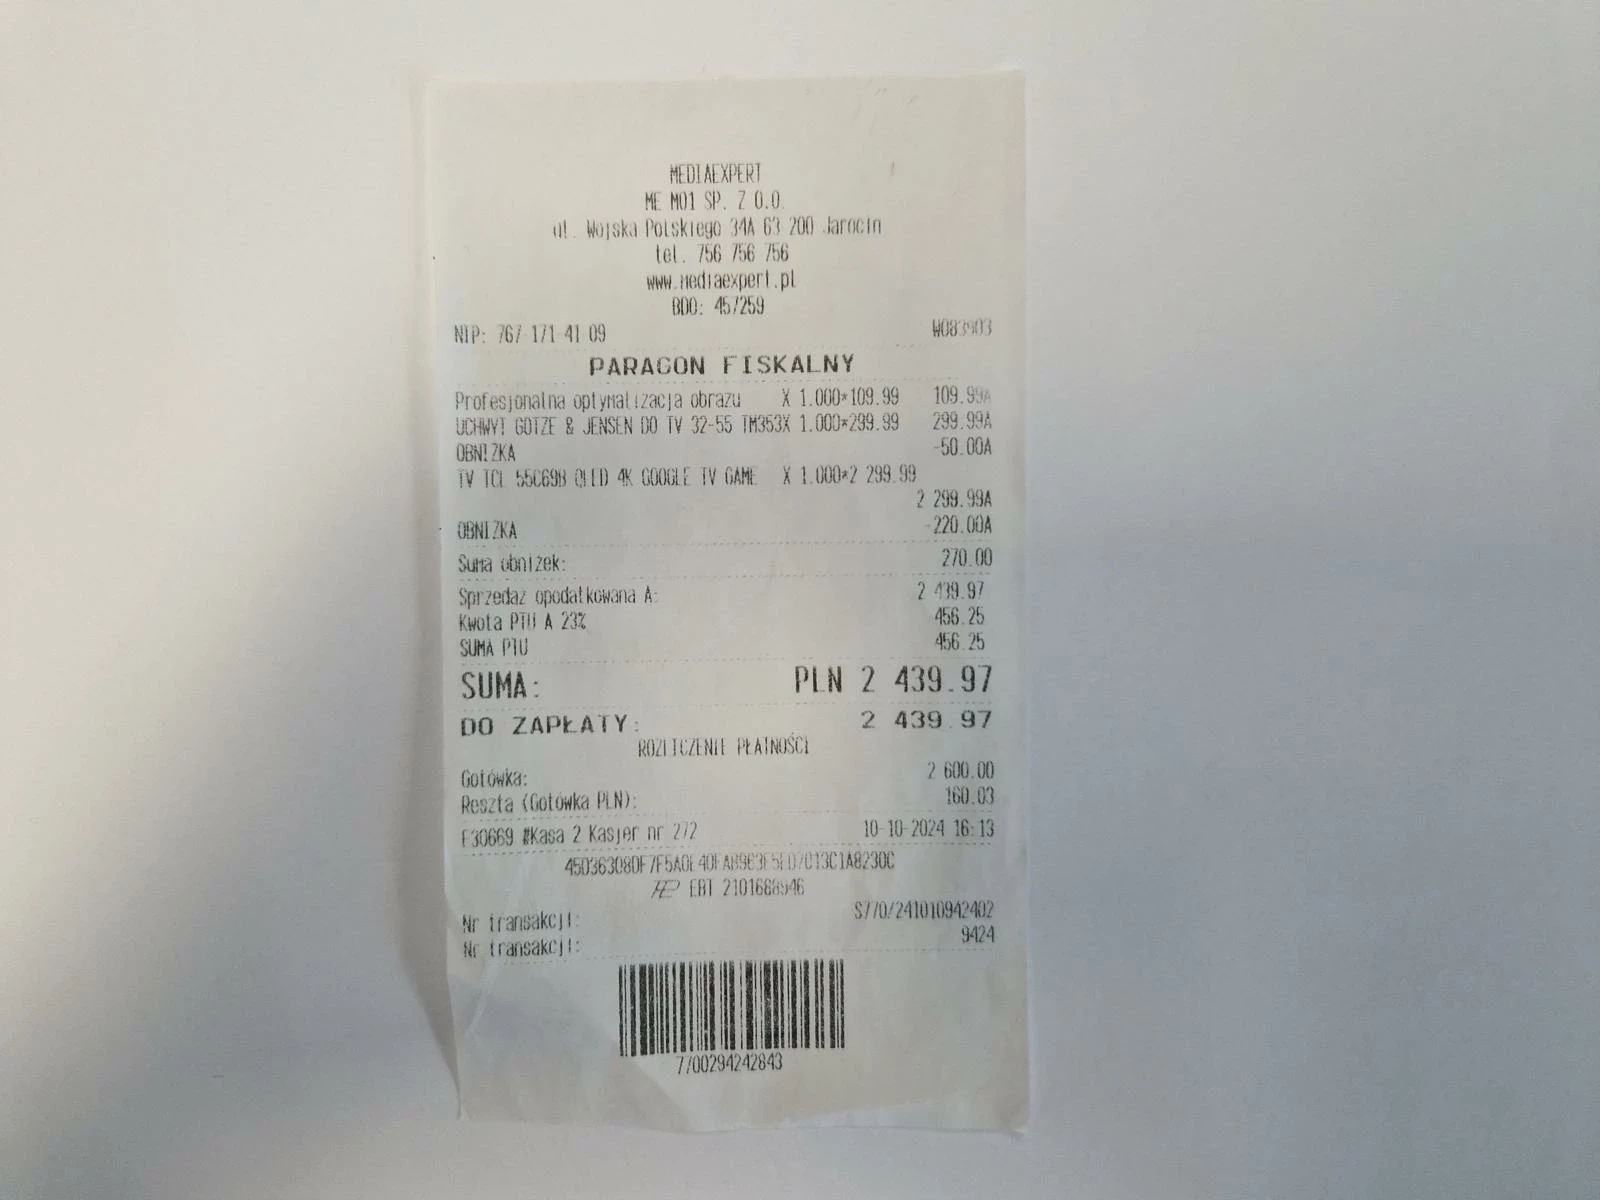 MEDIAEXPERT
ME M01 SP. Z O.O.
ul. Wojska Polskiego 34A 63 200 Jarocin
tel. 756 756 756
www.mediaexpert.pl
BDO: 45259
NIP: 767-171-41-09 W083903
PARAGON FISKALNY
Profesjonalna optymalizacja obrazu X 1.000*109.99 109.99A
UCHWYT GOTZE & JENSEN DO TV 32-55 TM353X 1.000*299.99 299.99A
OBNIŻKA -50.00A
TV TCL 55C69B QLED 4K GOOGLE TV GAME X 1.000*2 299.99
2 299.99A
OBNIŻKA -220.00A
Suma obniżek: 270.00
Sprzedaż opodatkowana A: 2 439.97
Kwota PTU A 23% 456.25
SUMA PTU 456.25
SUMA: PLN 2 439.97
DO ZAPŁATY: 2 439.97
ROZLICZENIE PŁATNOŚCI
Gotówka: 2 600.00
Reszta (Gotówka PLN): 160.03
F30669 #Kasa 2 Kasjer nr 272 10-10-2024 16:13
EBT 2101688946
Nr transakcji: S770/241010942402
Nr transakcji: 9424
7700294242843